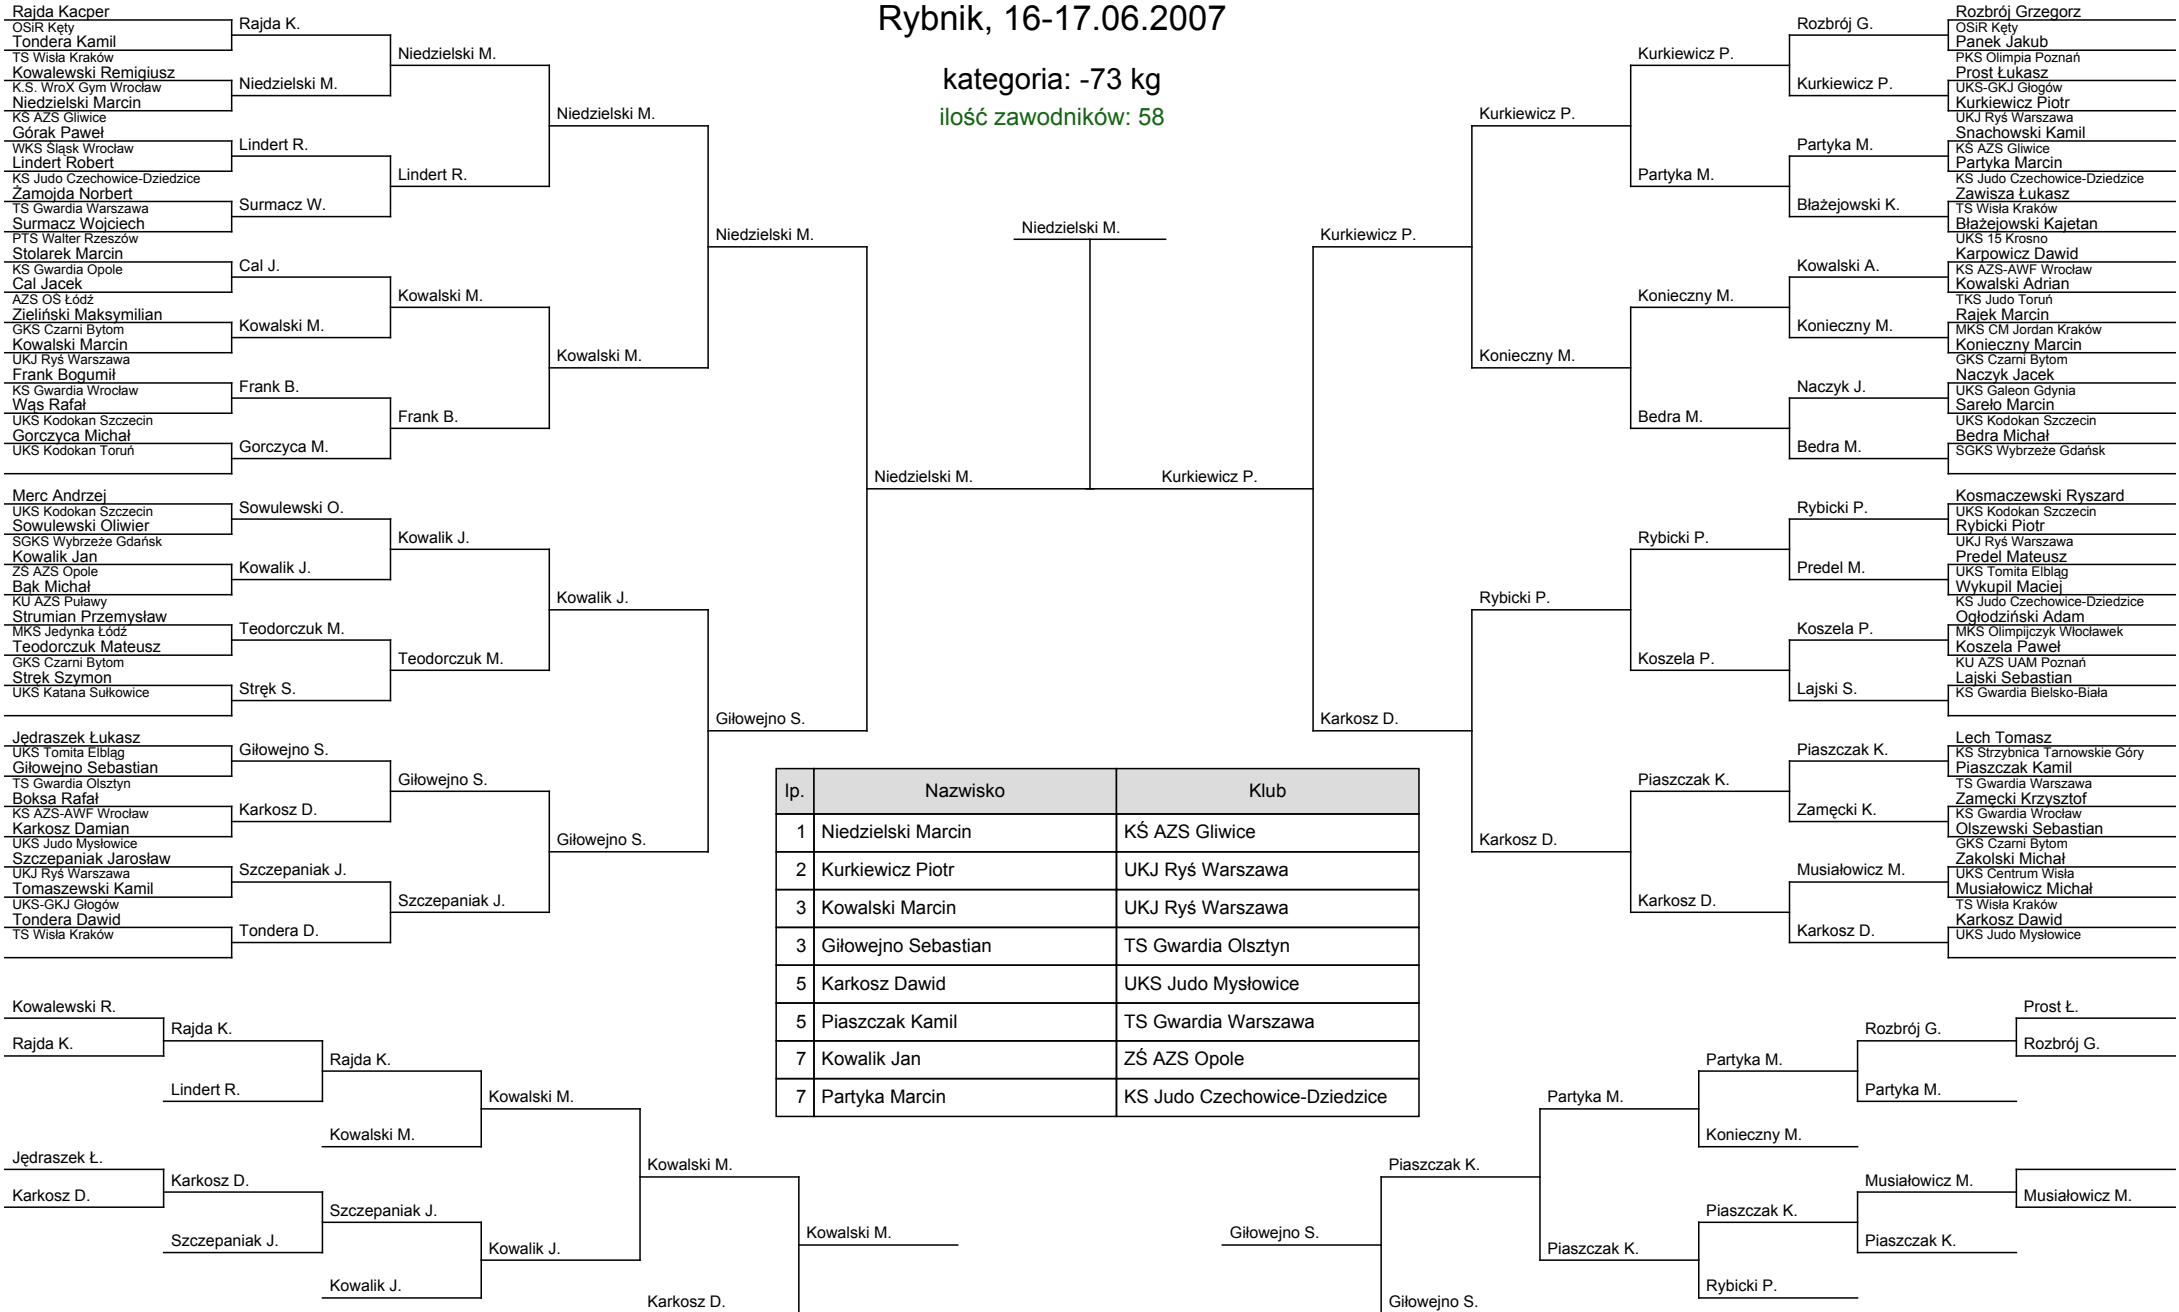 Rybnik, 16-17.06.2007
kategoria: -73 kg
ilość zawodników: 58
Rajda Kacper
OSiR Kęty
Tondera Kamil
TS Wisła Kraków
Kowalewski Remigiusz
K.S. WroX Gym Wrocław
Niedzielski Marcin
KŚ AZS Gliwice
Górak Paweł
WKS Śląsk Wrocław
Lindert Robert
KS Judo Czechowice-Dziedzice
Żamojda Norbert
TS Gwardia Warszawa
Surmacz Wojciech
PTS Walter Rzeszów
Stolarek Marcin
KS Gwardia Opole
Cal Jacek
AZS OŚ Łódź
Zieliński Maksymilian
GKS Czarni Bytom
Kowalski Marcin
UKJ Ryś Warszawa
Frank Bogumił
KS Gwardia Wrocław
Wąs Rafał
UKS Kodokan Szczecin
Gorczyca Michał
UKS Kodokan Toruń
Merc Andrzej
UKS Kodokan Szczecin
Sowulewski Oliwier
SGKS Wybrzeże Gdańsk
Kowalik Jan
ZŚ AZS Opole
Bąk Michał
KU AZS Puławy
Strumian Przemysław
MKS Jedynka Łódź
Teodorczuk Mateusz
GKS Czarni Bytom
Stręk Szymon
UKS Katana Sułkowice
Jędraszek Łukasz
UKS Tomita Elbląg
Giłowejno Sebastian
TS Gwardia Olsztyn
Boksa Rafał
KS AZS-AWF Wrocław
Karkosz Damian
UKS Judo Mysłowice
Szczepaniak Jarosław
UKJ Ryś Warszawa
Tomaszewski Kamil
UKS-GKJ Głogów
Tondera Dawid
TS Wisła Kraków
Rajda K.
Niedzielski M.
Lindert R.
Surmacz W.
Cal J.
Kowalski M.
Frank B.
Gorczyca M.
Sowulewski O.
Kowalik J.
Teodorczuk M.
Stręk S.
Giłowejno S.
Karkosz D.
Szczepaniak J.
Tondera D.
Niedzielski M.
Lindert R.
Kowalski M.
Frank B.
Kowalik J.
Teodorczuk M.
Giłowejno S.
Szczepaniak J.
Niedzielski M.
Kowalski M.
Kowalik J.
Giłowejno S.
Niedzielski M.
Giłowejno S.
Niedzielski M.
Niedzielski M.
Kurkiewicz P.
Kurkiewicz P.
Karkosz D.
Kurkiewicz P.
Konieczny M.
Rybicki P.
Karkosz D.
Kurkiewicz P.
Partyka M.
Konieczny M.
Bedra M.
Rybicki P.
Koszela P.
Piaszczak K.
Karkosz D.
Rozbrój G.
Kurkiewicz P.
Partyka M.
Błażejowski K.
Kowalski A.
Konieczny M.
Naczyk J.
Bedra M.
Rybicki P.
Predel M.
Koszela P.
Lajski S.
Piaszczak K.
Zamęcki K.
Musiałowicz M.
Karkosz D.
Rozbrój Grzegorz
OSiR Kęty
Panek Jakub
PKS Olimpia Poznań
Prost Łukasz
UKS-GKJ Głogów
Kurkiewicz Piotr
UKJ Ryś Warszawa
Snachowski Kamil
KŚ AZS Gliwice
Partyka Marcin
KS Judo Czechowice-Dziedzice
Zawisza Łukasz
TS Wisła Kraków
Błażejowski Kajetan
UKS 15 Krosno
Karpowicz Dawid
KS AZS-AWF Wrocław
Kowalski Adrian
TKS Judo Toruń
Rajek Marcin
MKS CM Jordan Kraków
Konieczny Marcin
GKS Czarni Bytom
Naczyk Jacek
UKS Galeon Gdynia
Sareło Marcin
UKS Kodokan Szczecin
Bedra Michał
SGKS Wybrzeże Gdańsk
Kosmaczewski Ryszard
UKS Kodokan Szczecin
Rybicki Piotr
UKJ Ryś Warszawa
Predel Mateusz
UKS Tomita Elbląg
Wykupil Maciej
KS Judo Czechowice-Dziedzice
Ogłodziński Adam
MKS Olimpijczyk Włocławek
Koszela Paweł
KU AZS UAM Poznań
Lajski Sebastian
KS Gwardia Bielsko-Biała
Lech Tomasz
KS Strzybnica Tarnowskie Góry
Piaszczak Kamil
TS Gwardia Warszawa
Zamęcki Krzysztof
KS Gwardia Wrocław
Olszewski Sebastian
GKS Czarni Bytom
Zakolski Michał
UKS Centrum Wisła
Musiałowicz Michał
TS Wisła Kraków
Karkosz Dawid
UKS Judo Mysłowice
lp. Nazwisko Klub
1 Niedzielski Marcin KŚ AZS Gliwice
2 Kurkiewicz Piotr UKJ Ryś Warszawa
3 Kowalski Marcin UKJ Ryś Warszawa
3 Giłowejno Sebastian TS Gwardia Olsztyn
5 Karkosz Dawid UKS Judo Mysłowice
5 Piaszczak Kamil TS Gwardia Warszawa
7 Kowalik Jan ZŚ AZS Opole
7 Partyka Marcin KS Judo Czechowice-Dziedzice
Kowalewski R.
Rajda K.
Jędraszek Ł.
Karkosz D.
Rajda K.
Lindert R.
Karkosz D.
Szczepaniak J.
Rajda K.
Kowalski M.
Szczepaniak J.
Kowalik J.
Kowalski M.
Kowalik J.
Kowalski M.
Karkosz D.
Kowalski M.
Giłowejno S.
Piaszczak K.
Giłowejno S.
Partyka M.
Piaszczak K.
Partyka M.
Konieczny M.
Piaszczak K.
Rybicki P.
Rozbrój G.
Partyka M.
Musiałowicz M.
Piaszczak K.
Prost Ł.
Rozbrój G.
Musiałowicz M.